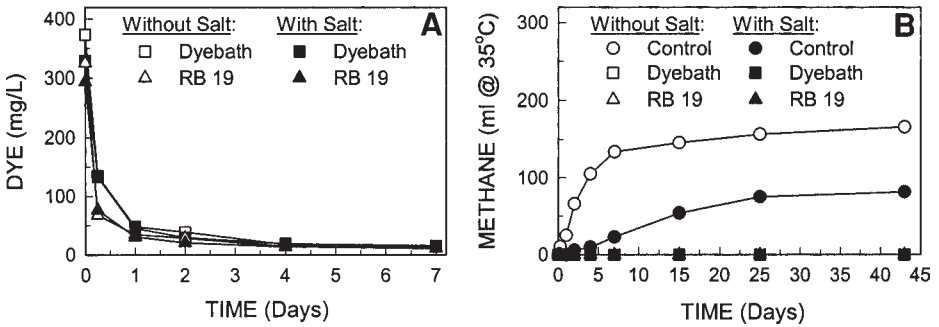 A
Without Salt: With Salt:
Dyebath Dyebath
RB 19 RB 19
DYE (mg/L)
400
300
200
100
0
0 1 2 3 4 5 6 7
TIME (Days)
B
Without Salt: With Salt:
Control Control
Dyebath Dyebath
RB 19 RB 19
METHANE (ml @ 35°C)
300
200
100
0
0 5 10 15 20 25 30 35 40 45
TIME (Days)